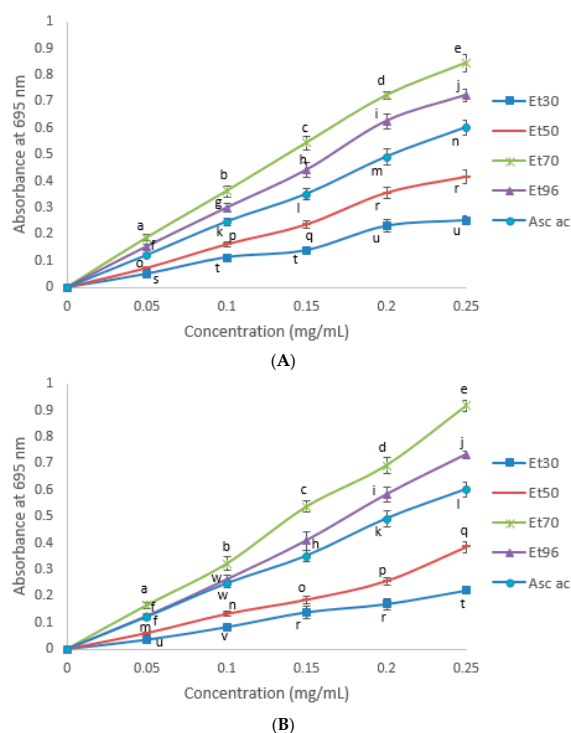 1
0.9
0.8
0.7
0.6
0.5
0.4
0.3
0.2
0.1
0
Absorbance at 695 nm
a
b
c
d
e
f
g
h
i
j
k
l
m
n
o
p
q
r
r
s
t
t
u
u
Et30
Et50
Et70
Et96
Asc ac
0 0.05 0.1 0.15 0.2 0.25
Concentration (mg/mL)
(A)
1
0.9
0.8
0.7
0.6
0.5
0.4
0.3
0.2
0.1
0
Absorbance at 695 nm
a
b
c
d
e
f
w
h
i
j
f
w
k
l
m
n
o
p
q
u
v
r
r
t
Et30
Et50
Et70
Et96
Asc ac
0 0.05 0.1 0.15 0.2 0.25
Concentration (mg/mL)
(B)